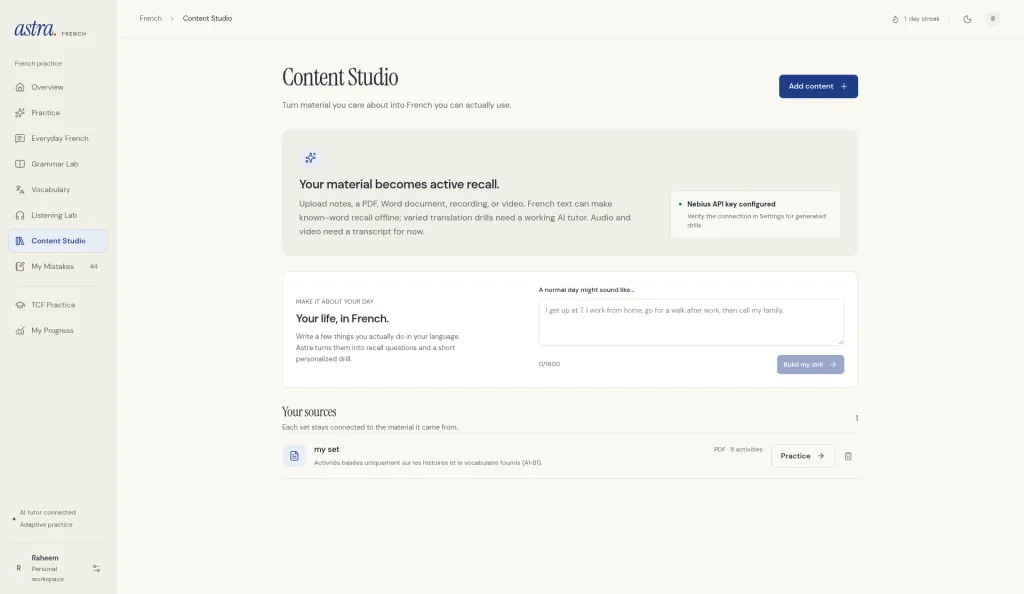 astra. FRENCH
French practice
Overview
Practice
Everyday French
Grammar Lab
Vocabulary
Listening Lab
Content Studio
My Mistakes 44
TCF Practice
My Progress
AI tutor connected
Adaptive practice
R
Raheem
Personal
workspace
French > Content Studio
1 day streak
R
Content Studio
Turn material you care about into French you can actually use.
Add content +
Your material becomes active recall.
Upload notes, a PDF, Word document, recording, or video. French text can make
known-word recall offline; varied translation drills need a working AI tutor. Audio and
video need a transcript for now.
Nebius API key configured
Verify the connection in Settings for generated
drills.
MAKE IT ABOUT YOUR DAY
Your life, in French.
Write a few things you actually do in your language.
Astra turns them into recall questions and a short
personalized drill.
A normal day might sound like…
I get up at 7. I work from home, go for a walk after work, then call my family.
0/1600
Build my drill →
Your sources
1
Each set stays connected to the material it came from.
my set
Activités basées uniquement sur les histoires et le vocabulaire fournis (A1-B1).
PDF · 8 activities
Practice →